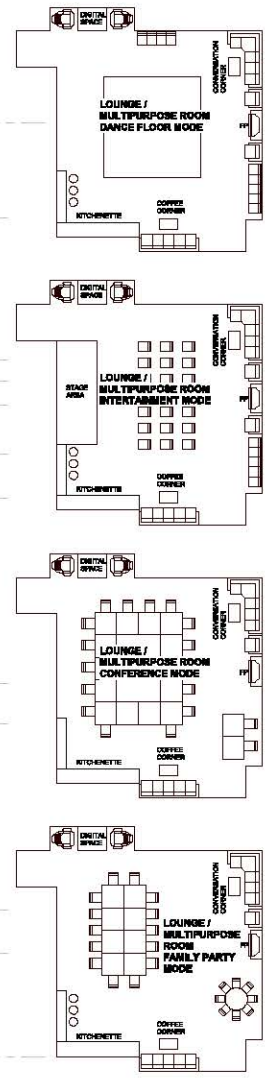 DIGITAL
SPACE
CONVERSATION
CORNER
LOUNGE /
MULTIPURPOSE ROOM
DANCE FLOOR MODE
FP
COFFEE
CORNER
KITCHENETTE
DIGITAL
SPACE
CONVERSATION
CORNER
STAGE
AREA
LOUNGE /
MULTIPURPOSE ROOM
INTERTAINMENT MODE
FP
COFFEE
CORNER
KITCHENETTE
DIGITAL
SPACE
CONVERSATION
CORNER
LOUNGE /
MULTIPURPOSE ROOM
CONFERENCE MODE
FP
COFFEE
CORNER
KITCHENETTE
DIGITAL
SPACE
CONVERSATION
CORNER
LOUNGE /
MULTIPURPOSE
ROOM
FAMILY PARTY
MODE
FP
COFFEE
CORNER
KITCHENETTE